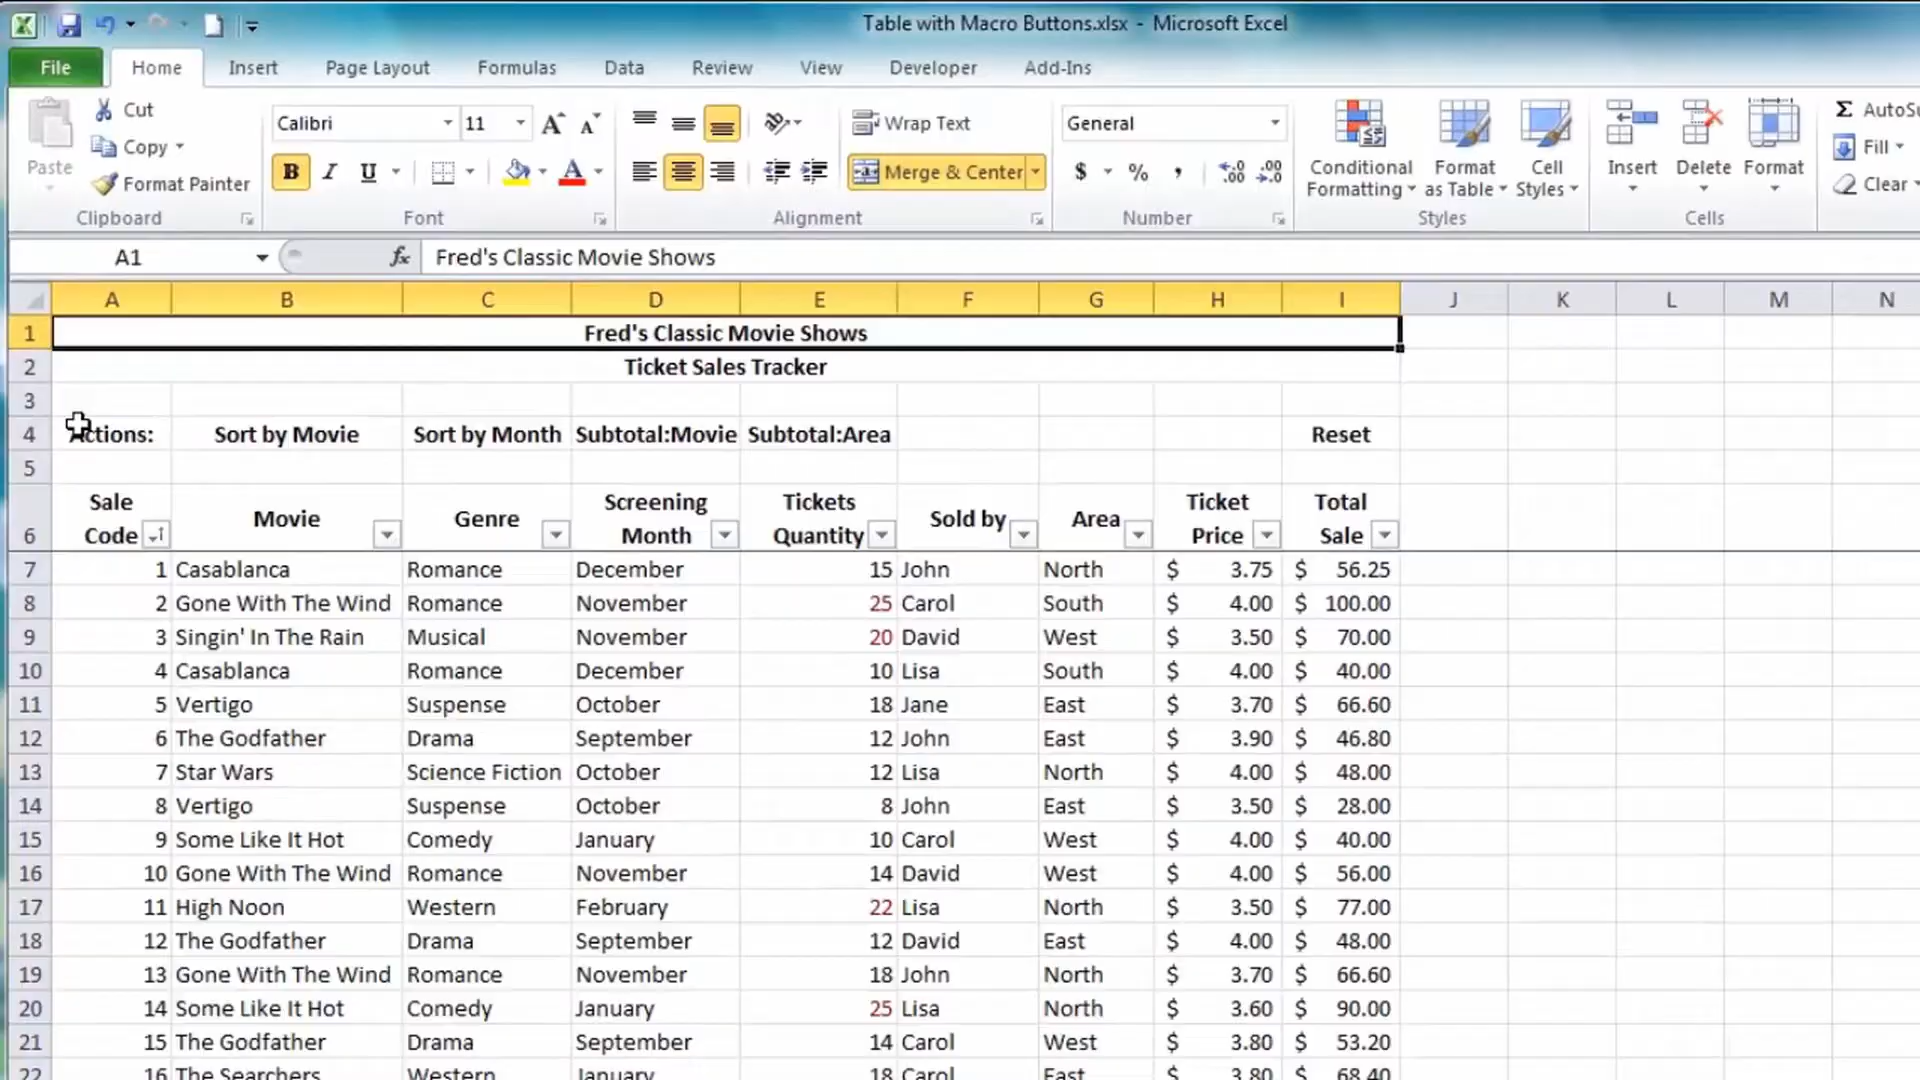 Table with Macro Buttons.xlsx - Microsoft Excel
File Home Insert Page Layout Formulas Data Review View Developer Add-Ins
Paste
Cut
Copy
Format Painter
Clipboard
Calibri 11
B I U A
Font
Wrap Text
Merge & Center
Alignment
General
$ % , .0 .00 .00 .0
Number
Conditional Formatting
Format as Table
Cell Styles
Styles
Insert Delete Format
Cells
Σ AutoSu
Fill
Clear
A1 fx Fred's Classic Movie Shows
A B C D E F G H I J K L M N
1 Fred's Classic Movie Shows
2 Ticket Sales Tracker
3
4 Actions: Sort by Movie Sort by Month Subtotal:Movie Subtotal:Area Reset
5
6 Sale Code Movie Genre Screening Month Tickets Quantity Sold by Area Ticket Price Total Sale
7 1 Casablanca Romance December 15 John North $ 3.75 $ 56.25
8 2 Gone With The Wind Romance November 25 Carol South $ 4.00 $ 100.00
9 3 Singin' In The Rain Musical November 20 David West $ 3.50 $ 70.00
10 4 Casablanca Romance December 10 Lisa South $ 4.00 $ 40.00
11 5 Vertigo Suspense October 18 Jane East $ 3.70 $ 66.60
12 6 The Godfather Drama September 12 John East $ 3.90 $ 46.80
13 7 Star Wars Science Fiction October 12 Lisa North $ 4.00 $ 48.00
14 8 Vertigo Suspense October 8 John East $ 3.50 $ 28.00
15 9 Some Like It Hot Comedy January 10 Carol West $ 4.00 $ 40.00
16 10 Gone With The Wind Romance November 14 David West $ 4.00 $ 56.00
17 11 High Noon Western February 22 Lisa North $ 3.50 $ 77.00
18 12 The Godfather Drama September 12 David East $ 4.00 $ 48.00
19 13 Gone With The Wind Romance November 18 John North $ 3.70 $ 66.60
20 14 Some Like It Hot Comedy January 25 Lisa North $ 3.60 $ 90.00
21 15 The Godfather Drama September 14 Carol West $ 3.80 $ 53.20
22 16 The Searchers Western January 18 Carol East $ 3.80 $ 68.40